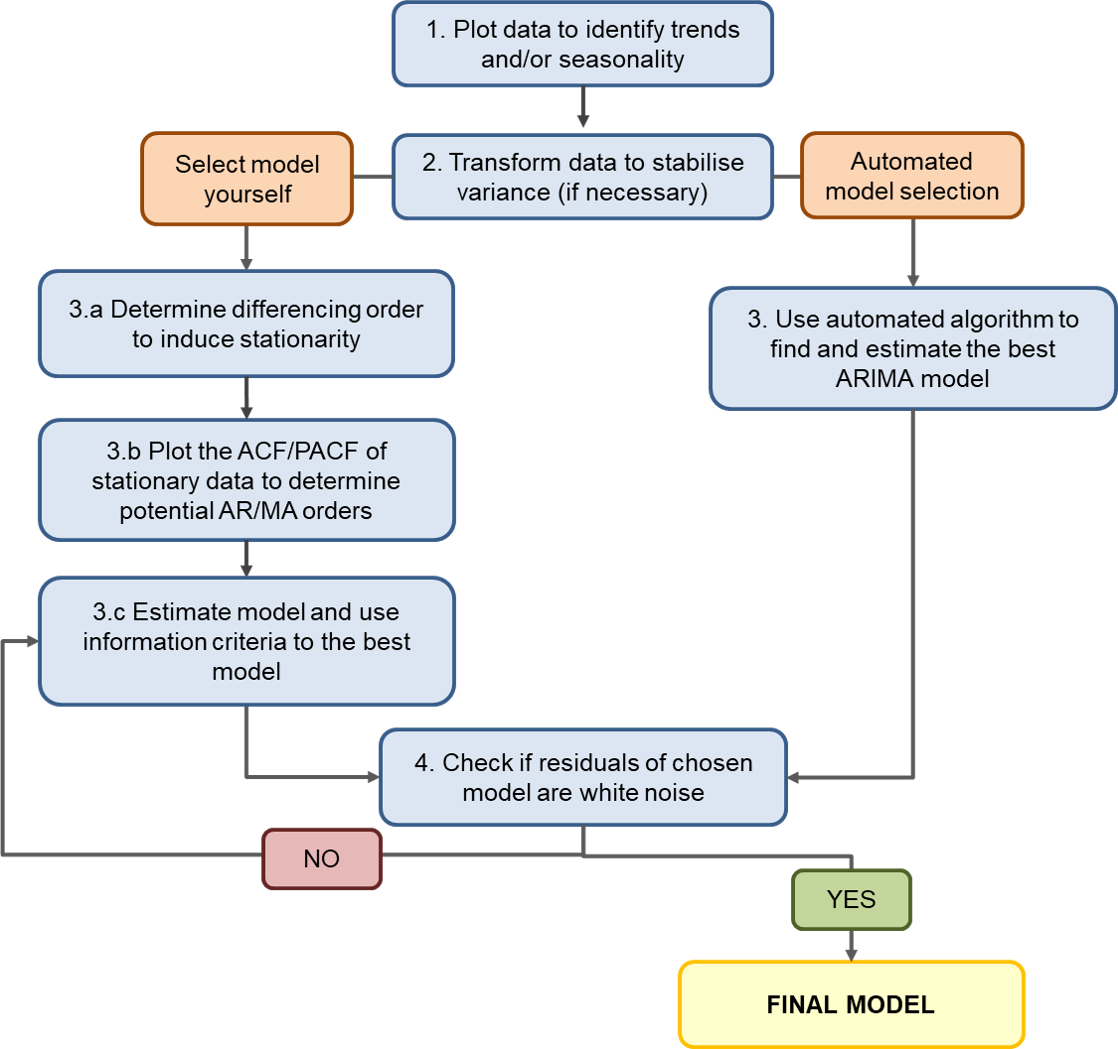 1. Plot data to identify trends
and/or seasonality
Select model
yourself
2. Transform data to stabilise
variance (if necessary)
Automated
model selection
3.a Determine differencing order
to induce stationarity
3. Use automated algorithm to
find and estimate the best
ARIMA model
3.b Plot the ACF/PACF of
stationary data to determine
potential AR/MA orders
3.c Estimate model and use
information criteria to the best
model
4. Check if residuals of chosen
model are white noise
NO
YES
FINAL MODEL